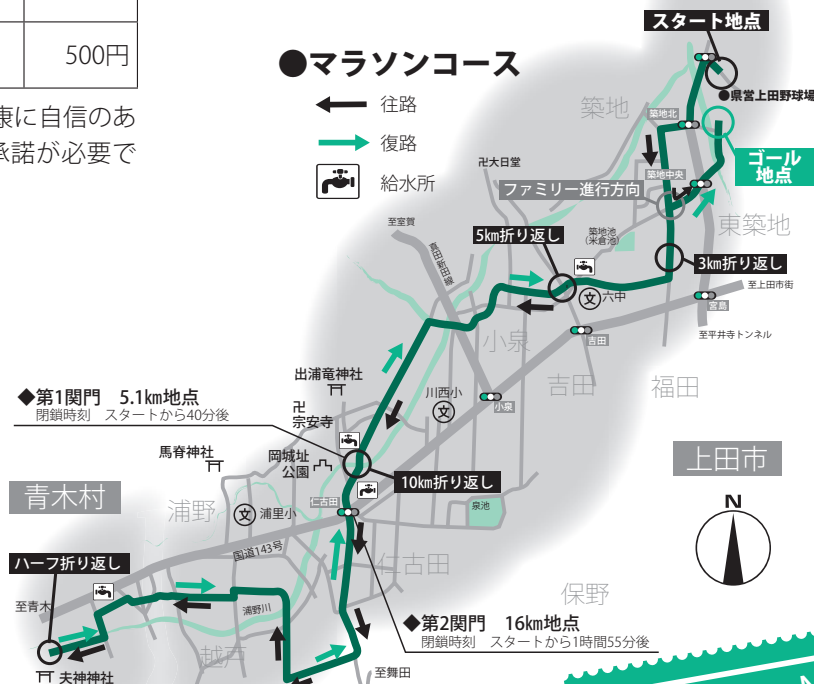 500円
康に自信のあ
承諾が必要で
●マラソンコース
往路
復路
給水所
スタート地点
●県営上田野球場
築地
築地北
ゴール
地点
卍大日堂
築地中央
ファミリー進行方向
至室賀
真田新田線
5km折り返し
築地池
(米倉池)
東築地
3km折り返し
文 六中
至上田市街
宮島
至平井寺トンネル
小泉
吉田
吉田
福田
出浦竜神社
川西小
文
小泉
◆第1関門 5.1km地点
閉鎖時刻 スタートから40分後
卍
宗安寺
馬脊神社
岡城址
公園
10km折り返し
上田市
青木村
浦野
文 浦里小
仁古田
泉池
N
国道143号
仁古田
ハーフ折り返し
保野
至青木
浦野川
◆第2関門 16km地点
閉鎖時刻 スタートから1時間55分後
越戸
夫神神社
至舞田